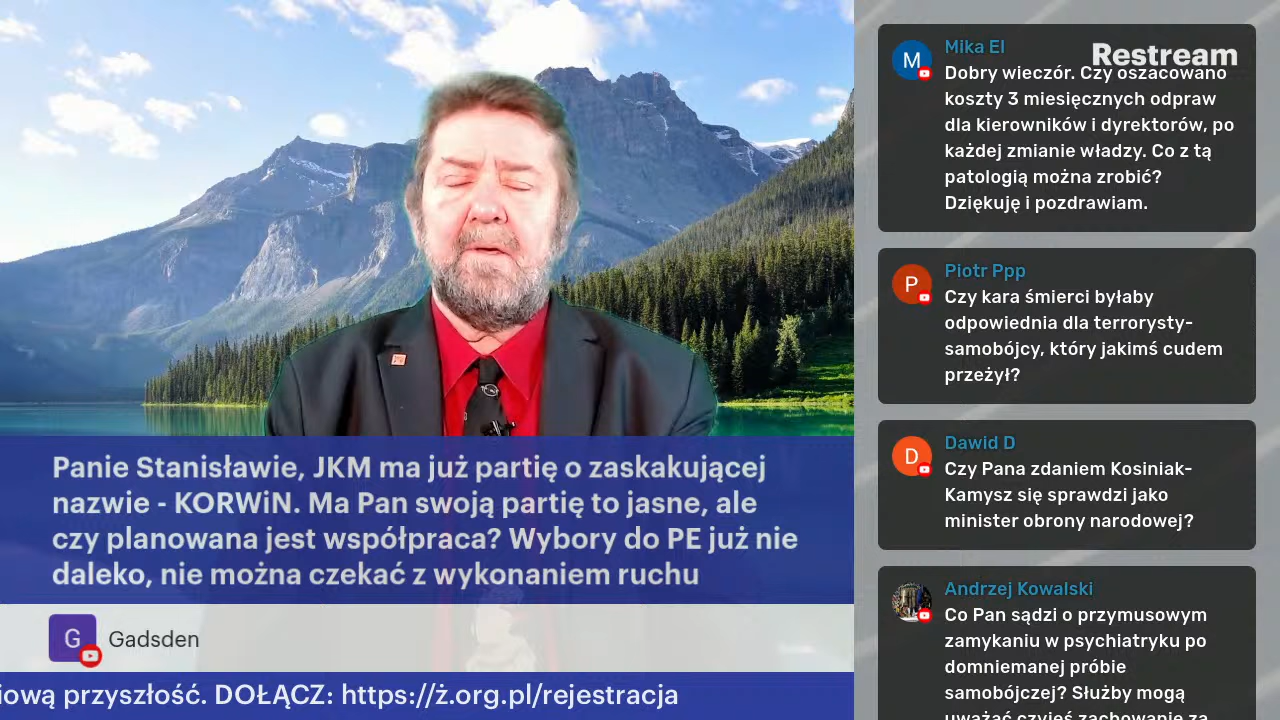 Panie Stanisławie, JKM ma już partię o zaskakującej
nazwie - KORWiN. Ma Pan swoją partię to jasne, ale
czy planowana jest współpraca? Wybory do PE już nie
daleko, nie można czekać z wykonaniem ruchu
G
Gadsden
iową przyszłość. DOŁĄCZ: https://ż.org.pl/rejestracja
Restream
M
Mika El
Dobry wieczór. Czy oszacowano
koszty 3 miesięcznych odpraw
dla kierowników i dyrektorów, po
każdej zmianie władzy. Co z tą
patologią można zrobić?
Dziękuję i pozdrawiam.
P
Piotr Ppp
Czy kara śmierci byłaby
odpowiednia dla terrorysty-
samobójcy, który jakimś cudem
przeżył?
D
Dawid D
Czy Pana zdaniem Kosiniak-
Kamysz się sprawdzi jako
minister obrony narodowej?
Andrzej Kowalski
Co Pan sądzi o przymusowym
zamykaniu w psychiatryku po
domniemanej próbie
samobójczej? Służby mogą
uważać czyjeś zachowanie za